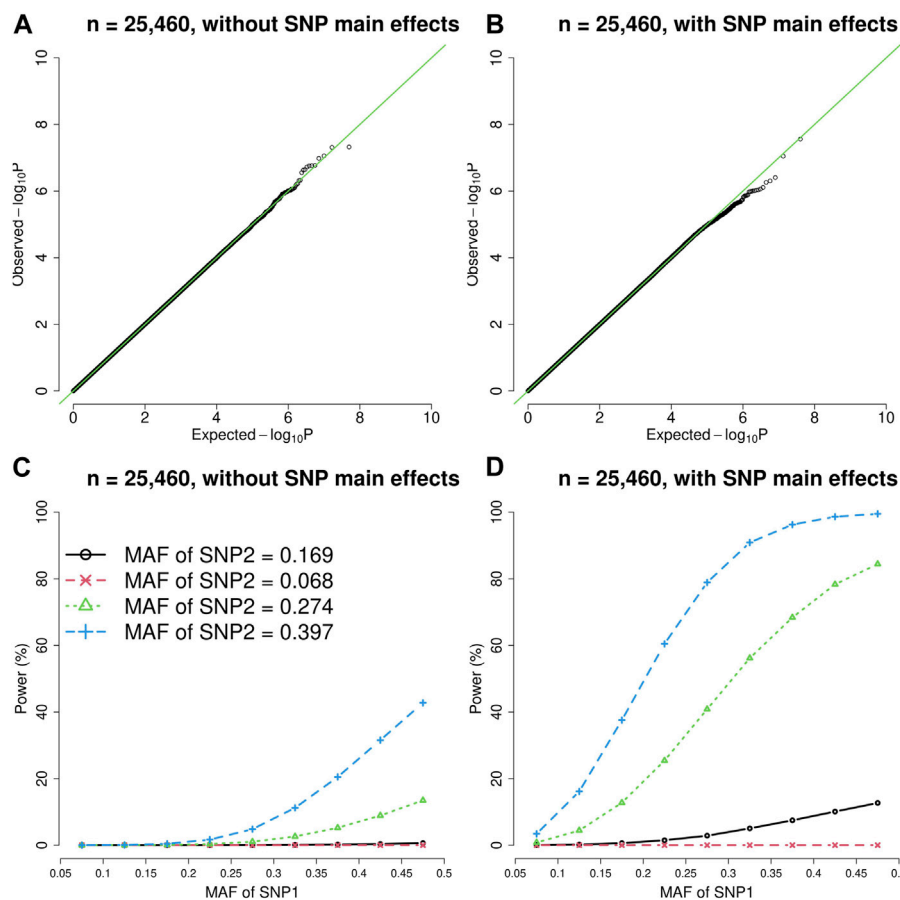 A n = 25,460, without SNP main effects
Observed−log10P
0 2 4 6 8 10
0 2 4 6 8 10
Expected−log10P
B n = 25,460, with SNP main effects
Observed−log10P
0 2 4 6 8 10
0 2 4 6 8 10
Expected−log10P
C n = 25,460, without SNP main effects
Power (%)
0 20 40 60 80 100
MAF of SNP2 = 0.169
MAF of SNP2 = 0.068
MAF of SNP2 = 0.274
MAF of SNP2 = 0.397
0.05 0.1 0.15 0.2 0.25 0.3 0.35 0.4 0.45 0.5
MAF of SNP1
D n = 25,460, with SNP main effects
Power (%)
0 20 40 60 80 100
0.05 0.1 0.15 0.2 0.25 0.3 0.35 0.4 0.45
MAF of SNP1